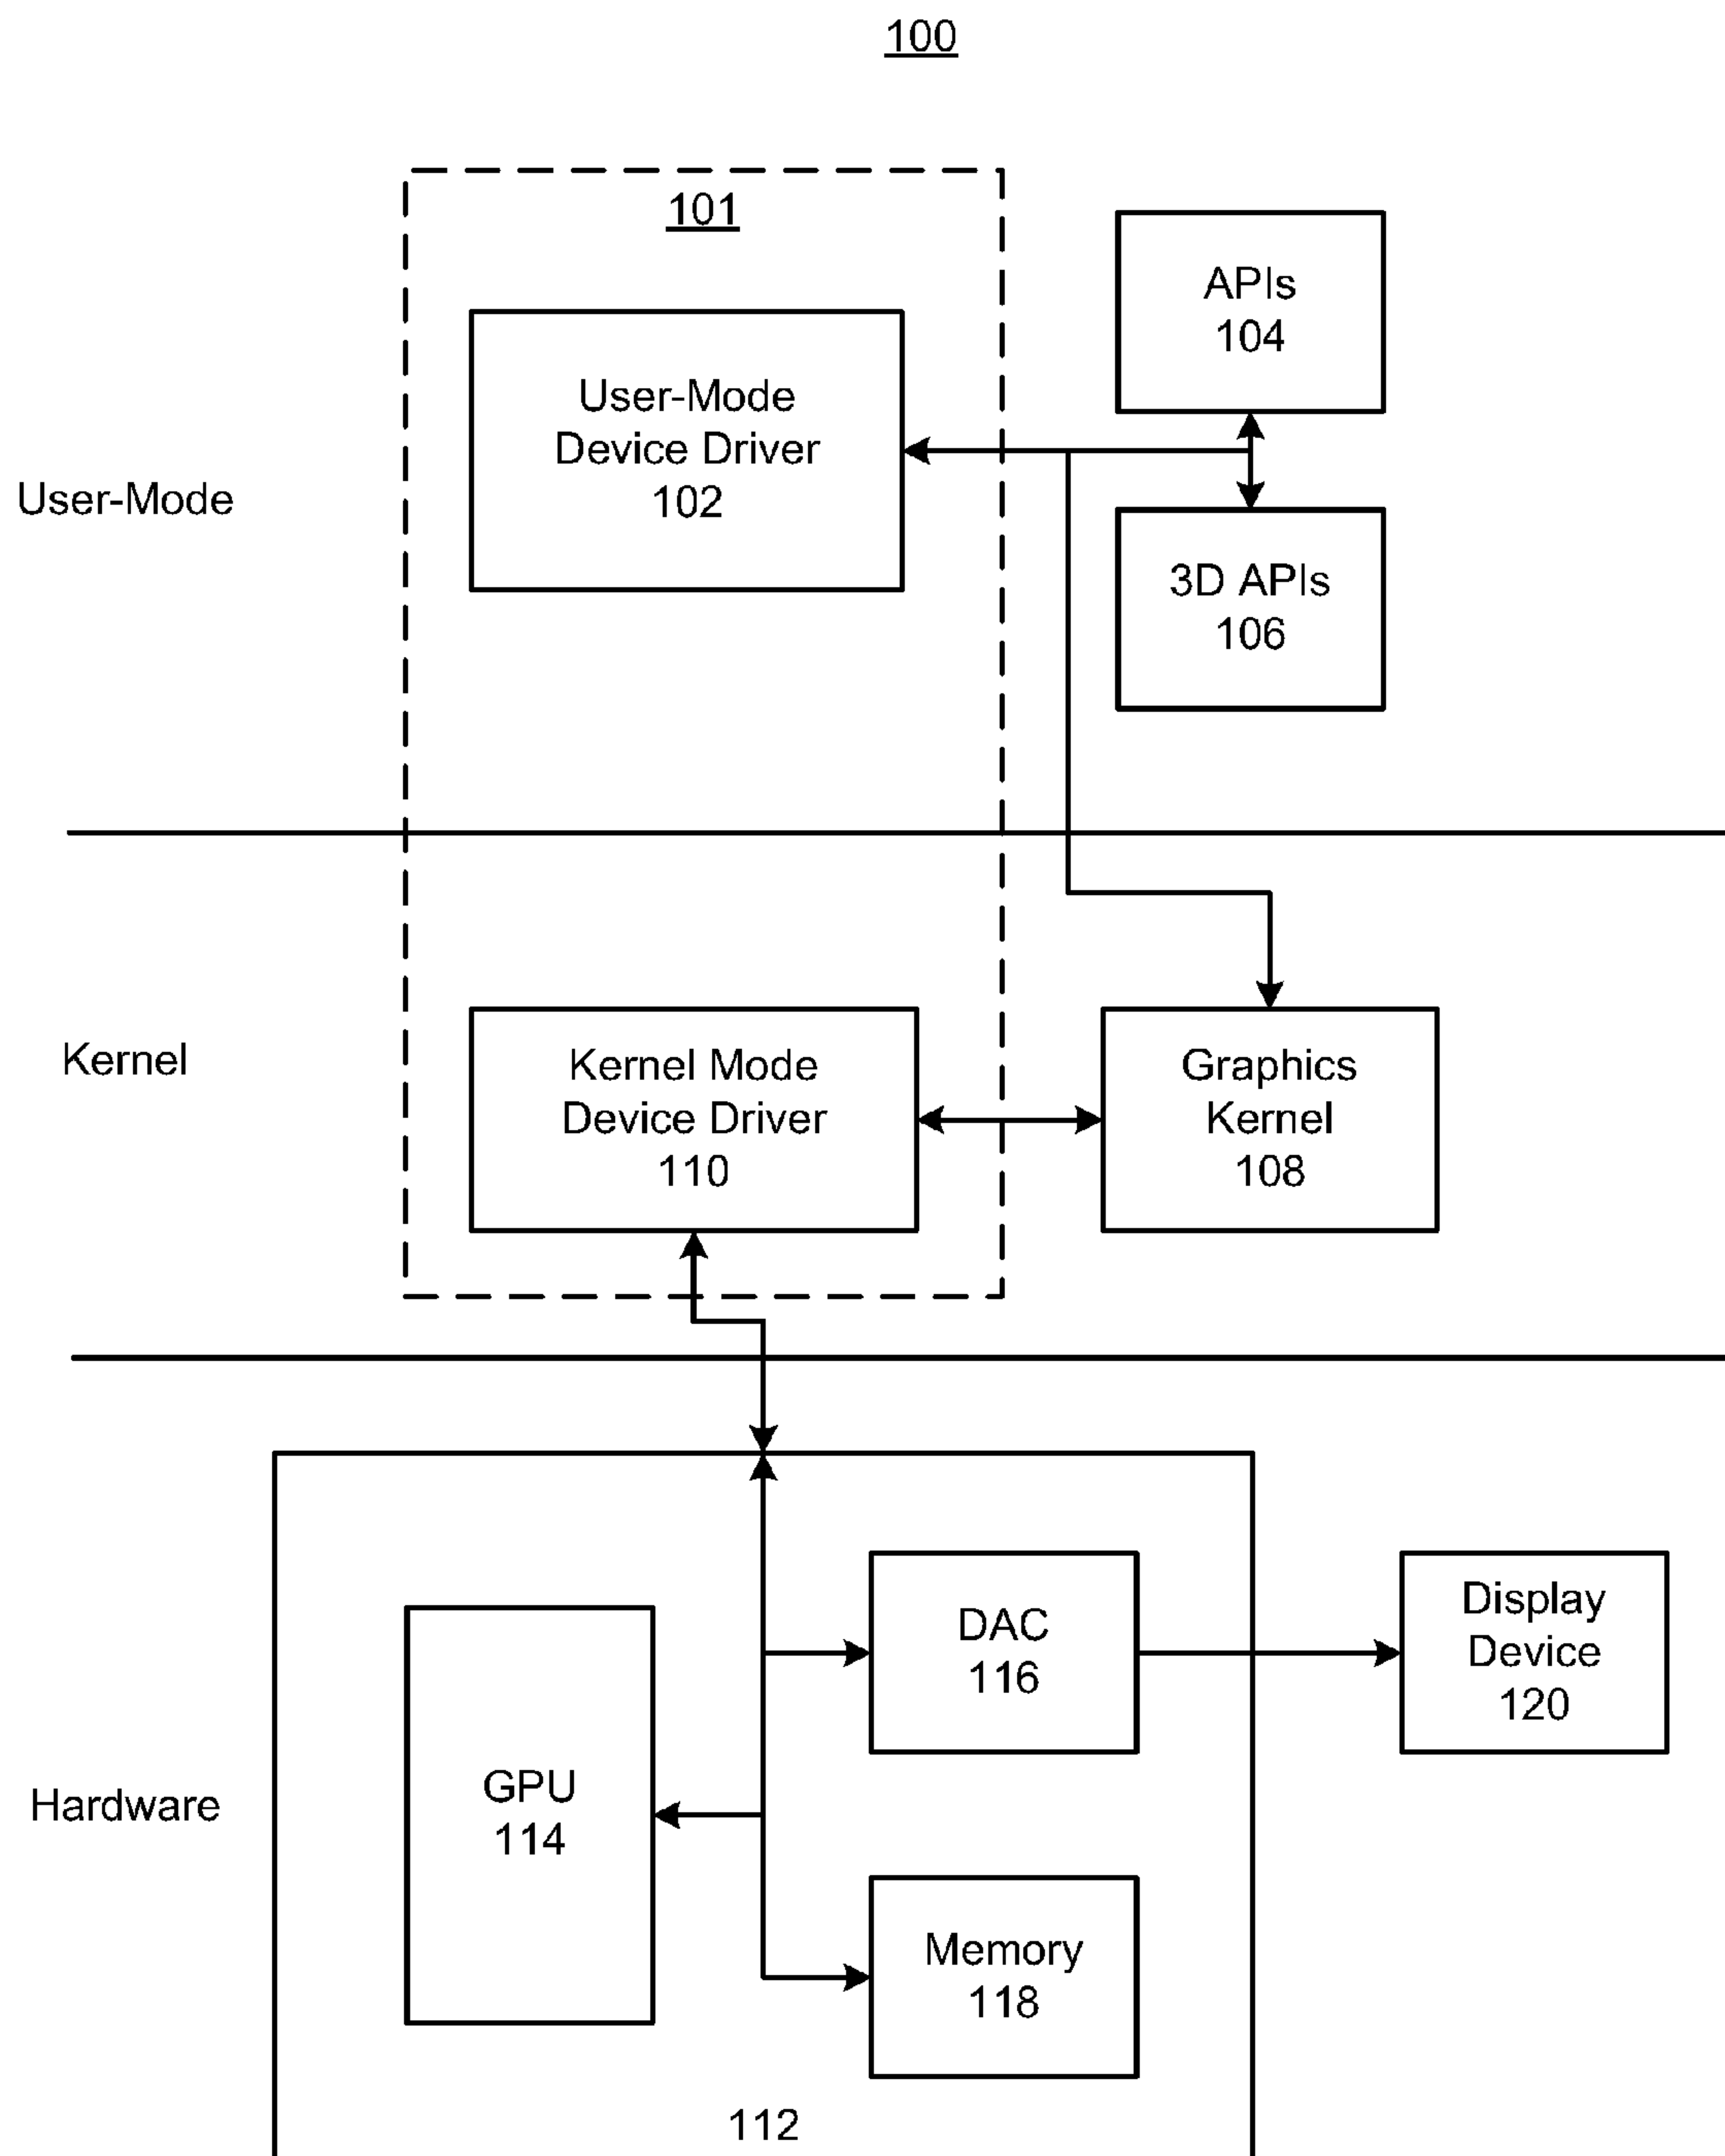 100
101
APIs
104
User-Mode
Device Driver
102
User-Mode
3D APIs
106
Kernel
Kernel Mode
Device Driver
110
Graphics
Kernel
108
DAC
116
Display
Device
120
Hardware
GPU
114
Memory
118
112